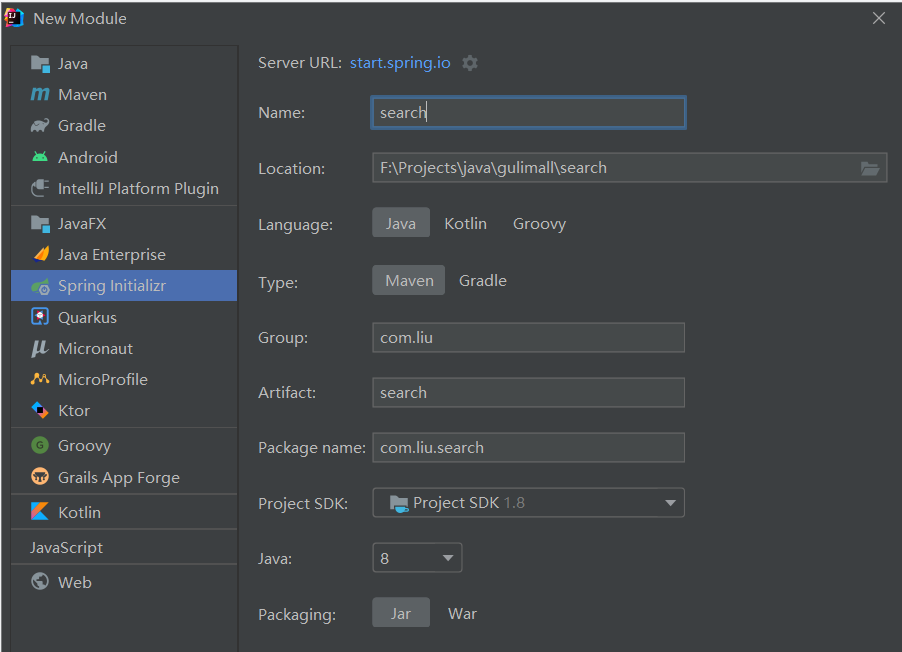 New Module
Java
Maven
Gradle
Android
IntelliJ Platform Plugin
JavaFX
Java Enterprise
Spring Initializr
Quarkus
Micronaut
MicroProfile
Ktor
Groovy
Grails App Forge
Kotlin
JavaScript
Web
Server URL: start.spring.io
Name: search
Location: F:\Projects\java\gulimall\search
Language: Java Kotlin Groovy
Type: Maven Gradle
Group: com.liu
Artifact: search
Package name: com.liu.search
Project SDK: Project SDK 1.8
Java: 8
Packaging: Jar War